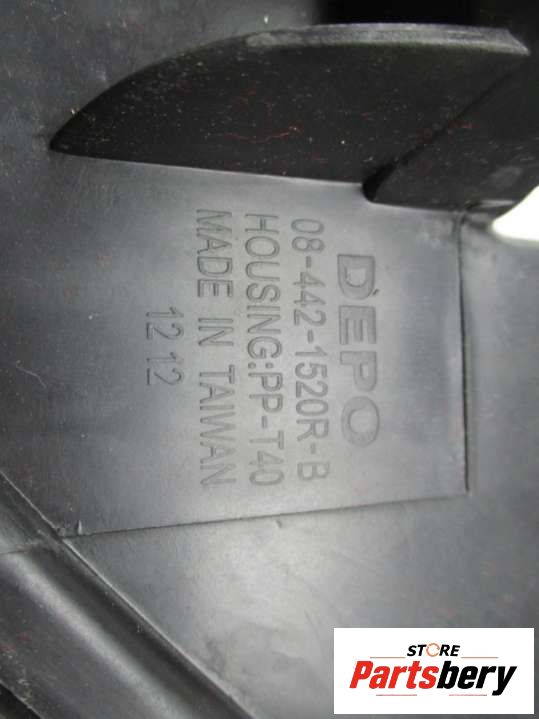 DEPO
08-442-1520R-B
HOUSING:PP-T40
MADE IN TAIWAN
12 12
STORE
Partsbery